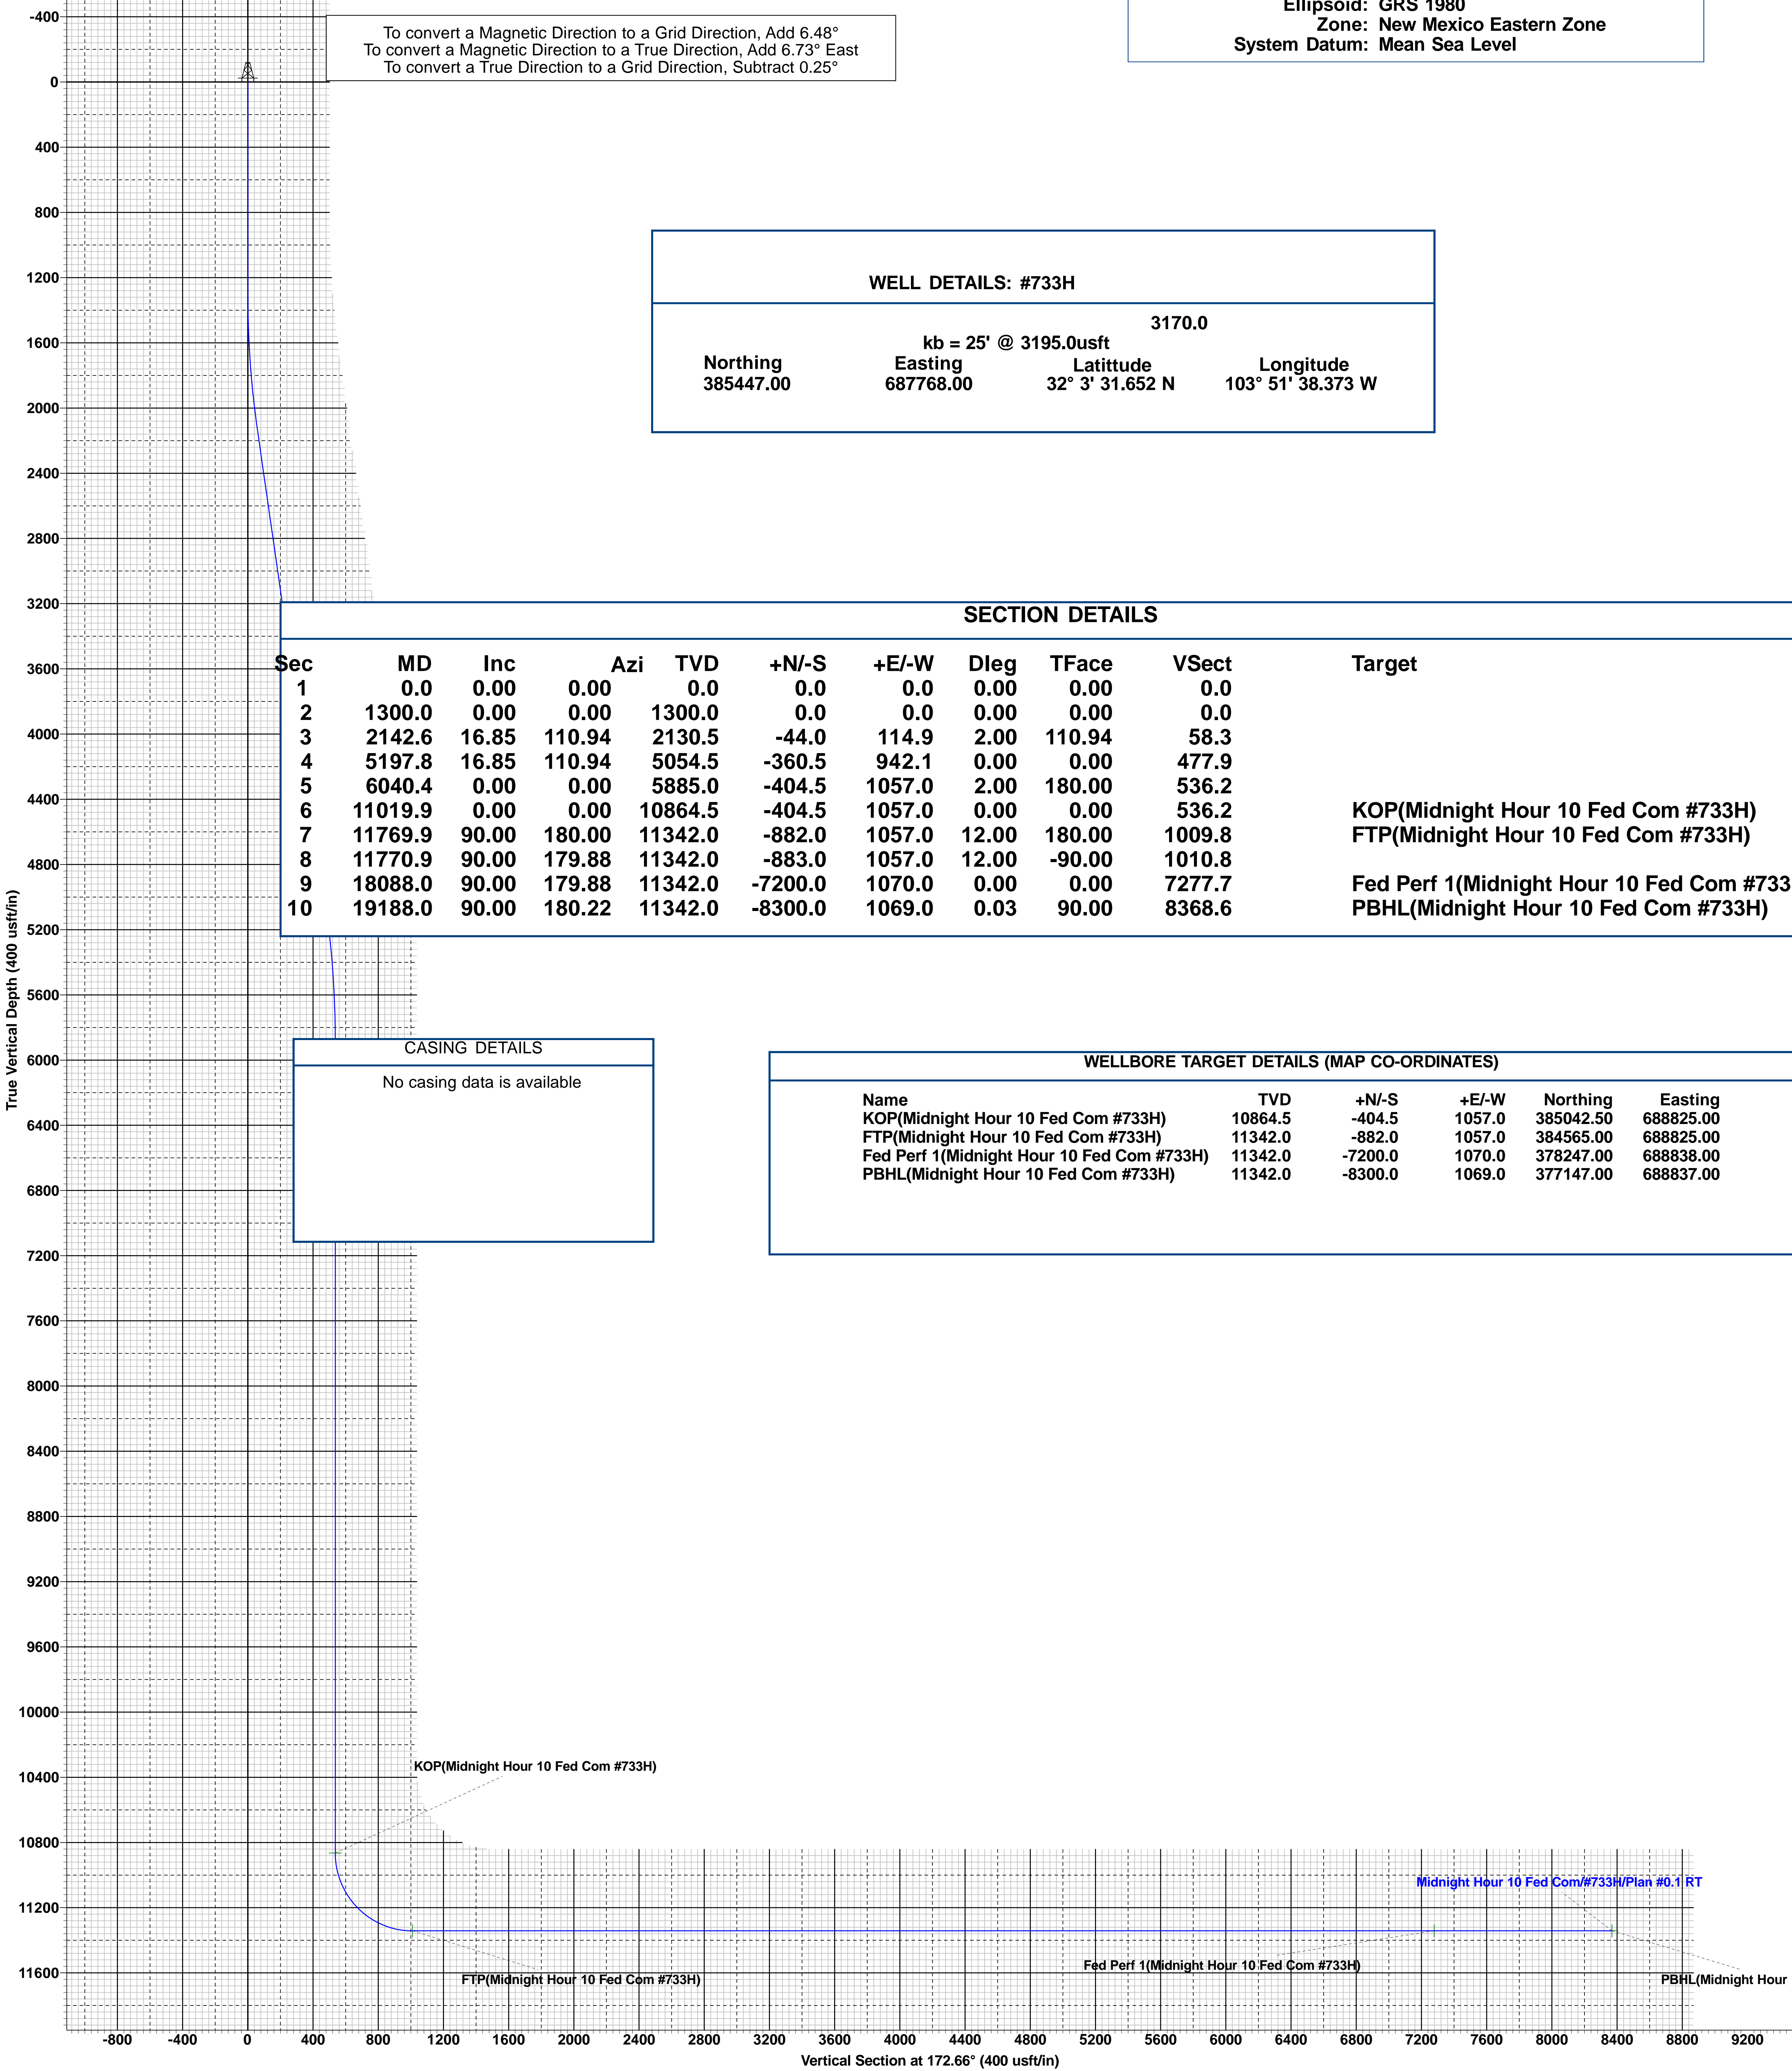 Ellipsoid: GRS 1980
Zone: New Mexico Eastern Zone
System Datum: Mean Sea Level
To convert a Magnetic Direction to a Grid Direction, Add 6.48°
To convert a Magnetic Direction to a True Direction, Add 6.73° East
To convert a True Direction to a Grid Direction, Subtract 0.25°
WELL DETAILS: #733H
3170.0
kb = 25' @ 3195.0usft
Northing Easting Latittude Longitude
385447.00 687768.00 32° 3' 31.652 N 103° 51' 38.373 W
SECTION DETAILS
Sec MD Inc Azi TVD +N/-S +E/-W Dleg TFace VSect Target
1 0.0 0.00 0.00 0.0 0.0 0.0 0.00 0.00 0.0
2 1300.0 0.00 0.00 1300.0 0.0 0.0 0.00 0.00 0.0
3 2142.6 16.85 110.94 2130.5 -44.0 114.9 2.00 110.94 58.3
4 5197.8 16.85 110.94 5054.5 -360.5 942.1 0.00 0.00 477.9
5 6040.4 0.00 0.00 5885.0 -404.5 1057.0 2.00 180.00 536.2
6 11019.9 0.00 0.00 10864.5 -404.5 1057.0 0.00 0.00 536.2 KOP(Midnight Hour 10 Fed Com #733H)
7 11769.9 90.00 180.00 11342.0 -882.0 1057.0 12.00 180.00 1009.8 FTP(Midnight Hour 10 Fed Com #733H)
8 11770.9 90.00 179.88 11342.0 -883.0 1057.0 12.00 -90.00 1010.8
9 18088.0 90.00 179.88 11342.0 -7200.0 1070.0 0.00 0.00 7277.7 Fed Perf 1(Midnight Hour 10 Fed Com #733
10 19188.0 90.00 180.22 11342.0 -8300.0 1069.0 0.03 90.00 8368.6 PBHL(Midnight Hour 10 Fed Com #733H)
CASING DETAILS
No casing data is available
WELLBORE TARGET DETAILS (MAP CO-ORDINATES)
Name TVD +N/-S +E/-W Northing Easting
KOP(Midnight Hour 10 Fed Com #733H) 10864.5 -404.5 1057.0 385042.50 688825.00
FTP(Midnight Hour 10 Fed Com #733H) 11342.0 -882.0 1057.0 384565.00 688825.00
Fed Perf 1(Midnight Hour 10 Fed Com #733H) 11342.0 -7200.0 1070.0 378247.00 688838.00
PBHL(Midnight Hour 10 Fed Com #733H) 11342.0 -8300.0 1069.0 377147.00 688837.00
True Vertical Depth (400 usft/in)
-400
0
400
800
1200
1600
2000
2400
2800
3200
3600
4000
4400
4800
5200
5600
6000
6400
6800
7200
7600
8000
8400
8800
9200
9600
10000
10400
10800
11200
11600
KOP(Midnight Hour 10 Fed Com #733H)
Midnight Hour 10 Fed Com/#733H/Plan #0.1 RT
Fed Perf 1(Midnight Hour 10 Fed Com #733H)
FTP(Midnight Hour 10 Fed Com #733H)
PBHL(Midnight Hour
-800 -400 0 400 800 1200 1600 2000 2400 2800 3200 3600 4000 4400 4800 5200 5600 6000 6400 6800 7200 7600 8000 8400 8800 9200
Vertical Section at 172.66° (400 usft/in)